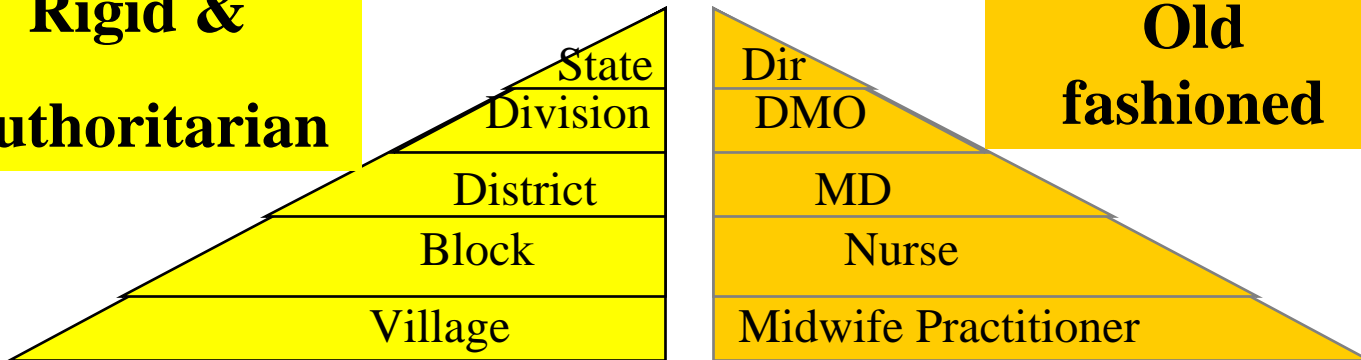 Rigid &
uthoritarian
State
Division
District
Block
Village
Dir
DMO
MD
Nurse
Midwife Practitioner
Old
fashioned